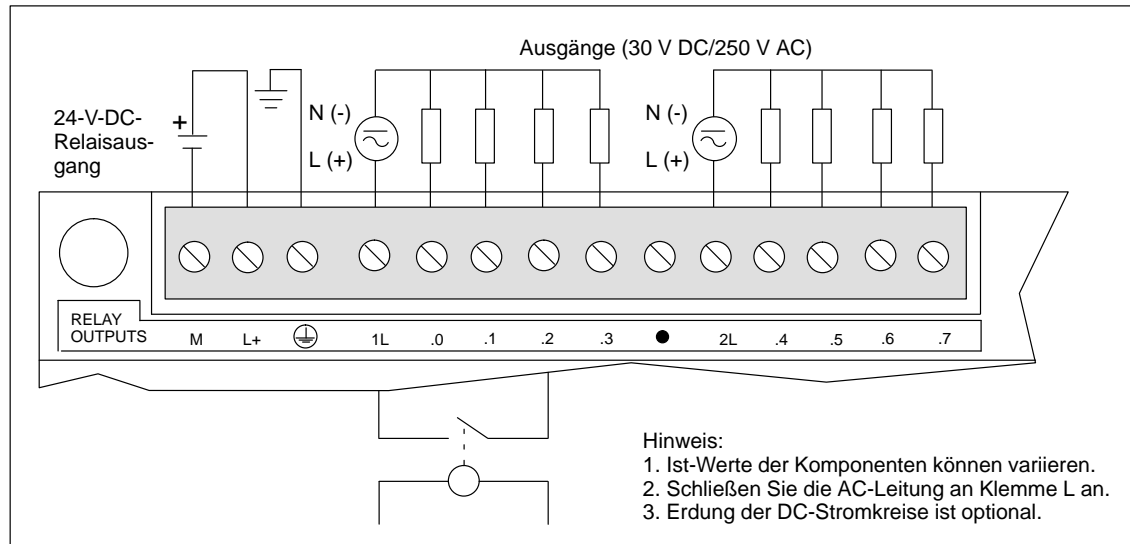 Ausgänge (30 V DC/250 V AC)
24-V-DC-
Relaisaus-
gang
+
N (-)
L (+)
N (-)
L (+)
RELAY
OUTPUTS
M L+ 1L .0 .1 .2 .3 2L .4 .5 .6 .7
Hinweis:
1. Ist-Werte der Komponenten können variieren.
2. Schließen Sie die AC-Leitung an Klemme L an.
3. Erdung der DC-Stromkreise ist optional.